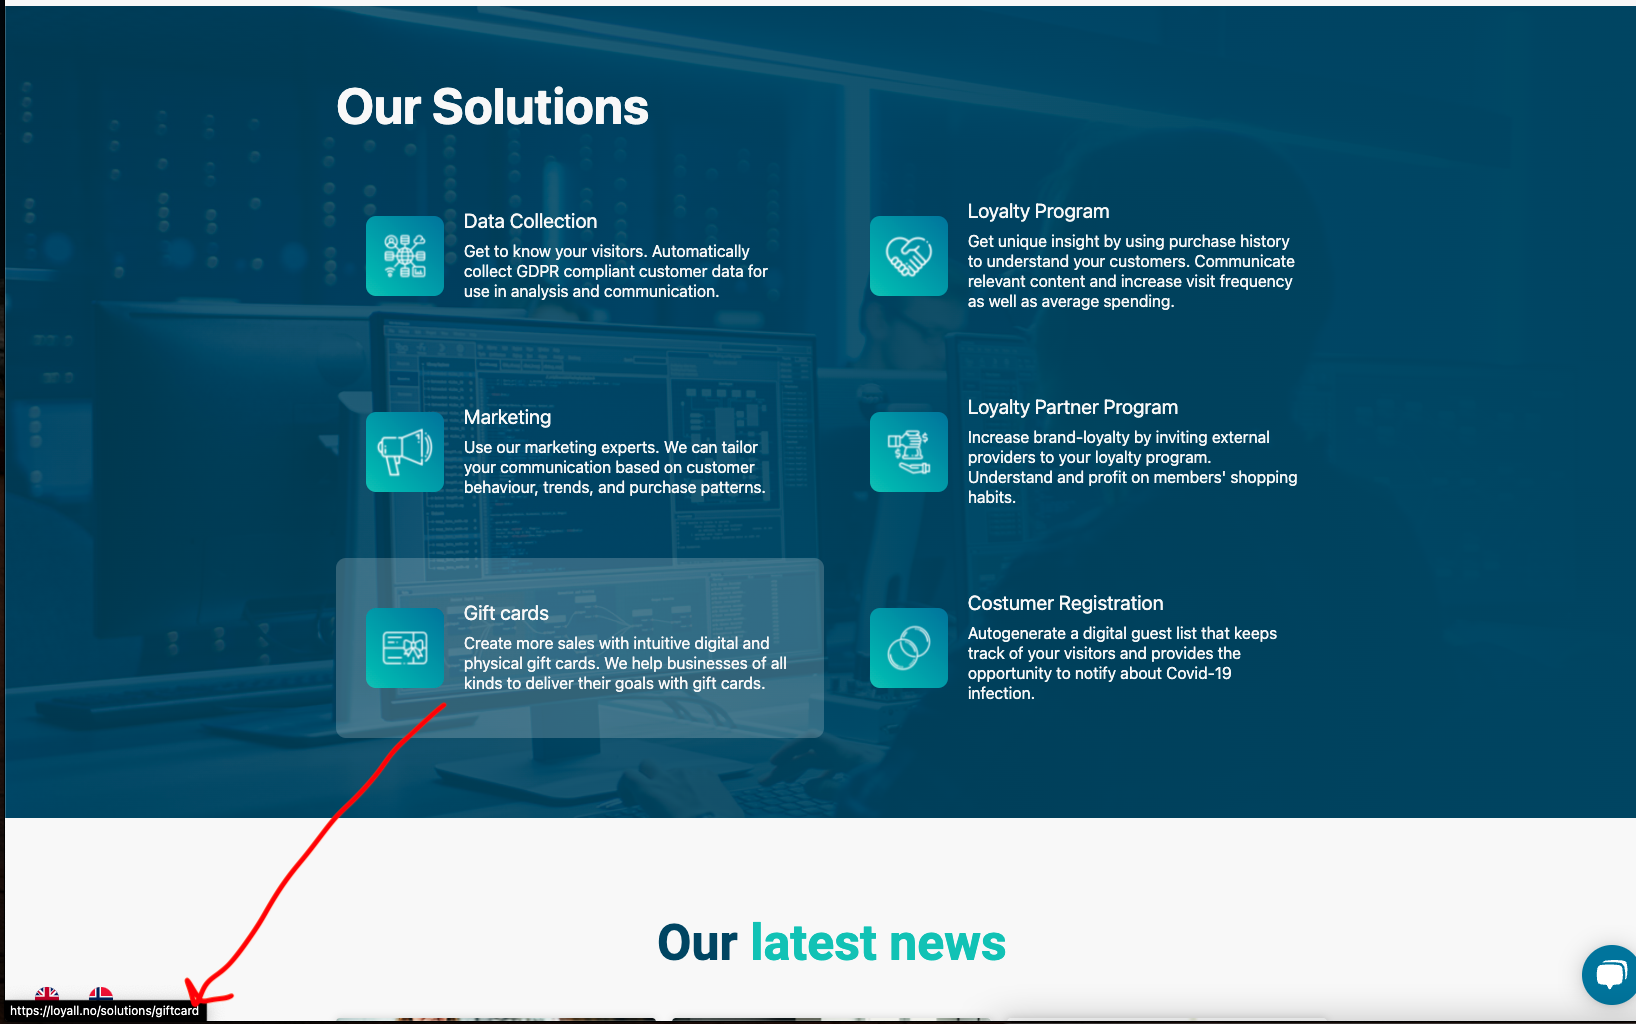 Our Solutions
Data Collection
Get to know your visitors. Automatically
collect GDPR compliant customer data for
use in analysis and communication.
Loyalty Program
Get unique insight by using purchase history
to understand your customers. Communicate
relevant content and increase visit frequency
as well as average spending.
Marketing
Use our marketing experts. We can tailor
your communication based on customer
behaviour, trends, and purchase patterns.
Loyalty Partner Program
Increase brand-loyalty by inviting external
providers to your loyalty program.
Understand and profit on members' shopping
habits.
Gift cards
Create more sales with intuitive digital and
physical gift cards. We help businesses of all
kinds to deliver their goals with gift cards.
Costumer Registration
Autogenerate a digital guest list that keeps
track of your visitors and provides the
opportunity to notify about Covid-19
infection.
Our latest news
https://loyall.no/solutions/giftcard